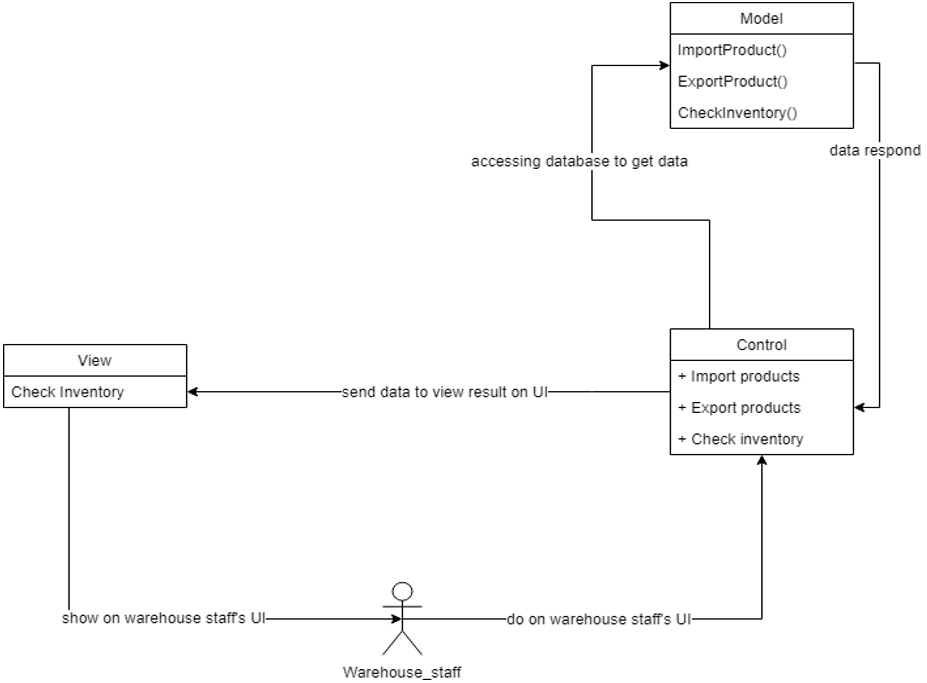 Model
ImportProduct()
ExportProduct()
CheckInventory()
accessing database to get data
data respond
Control
+ Import products
+ Export products
+ Check inventory
View
Check Inventory
send data to view result on UI
show on warehouse staff's UI
do on warehouse staff's UI
Warehouse_staff